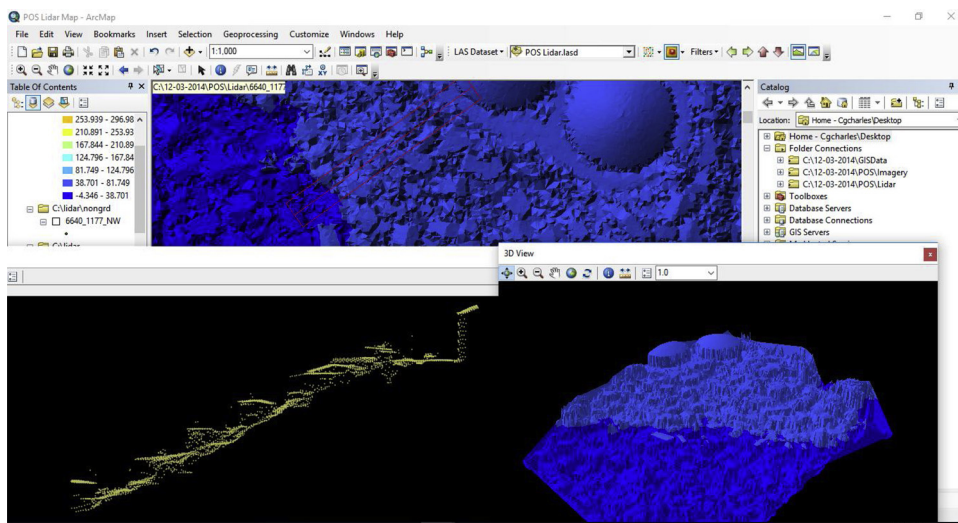 POS Lidar Map - ArcMap
File Edit View Bookmarks Insert Selection Geoprocessing Customize Windows Help
1:1,000
LAS Dataset
POS Lidar.lasd
Filters
Table Of Contents
C:\12-03-2014\POS\Lidar\6640_1177
Catalog
253.939 - 296.98
210.891 - 253.93
167.844 - 210.89
124.796 - 167.84
81.749 - 124.796
38.701 - 81.749
-4.346 - 38.701
C:\lidar\nongrd
6640_1177_NW
Location: Home - Cgcharles\Desktop
Home - Cgcharles\Desktop
Folder Connections
C:\12-03-2014\GISData
C:\12-03-2014\POS\Imagery
C:\12-03-2014\POS\Lidar
Toolboxes
Database Servers
Database Connections
GIS Servers
3D View
1.0